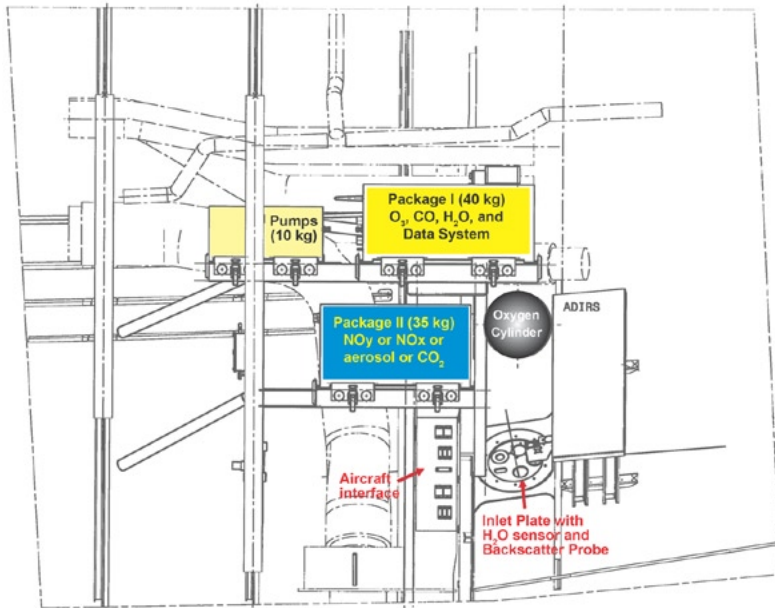 Package I (40 kg)
O₃, CO, H₂O, and
Data System
Pumps
(10 kg)
Package II (35 kg)
NOy or NOx or
aerosol or CO₂
Oxygen
Cylinder
ADIRS
Aircraft
interface
Inlet Plate with
H₂O sensor and
Backscatter Probe